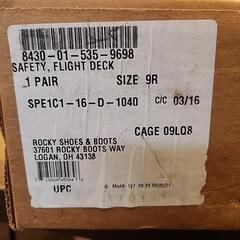 8430-01-535-9698
SAFETY, FLIGHT DECK
1 PAIR SIZE 9R
SPE1C1-16-D-1040 C/C 03/16
CAGE 09LQ8
ROCKY SHOES & BOOTS
37601 ROCKY BOOTS WAY
LOGAN, OH 43138
UPC